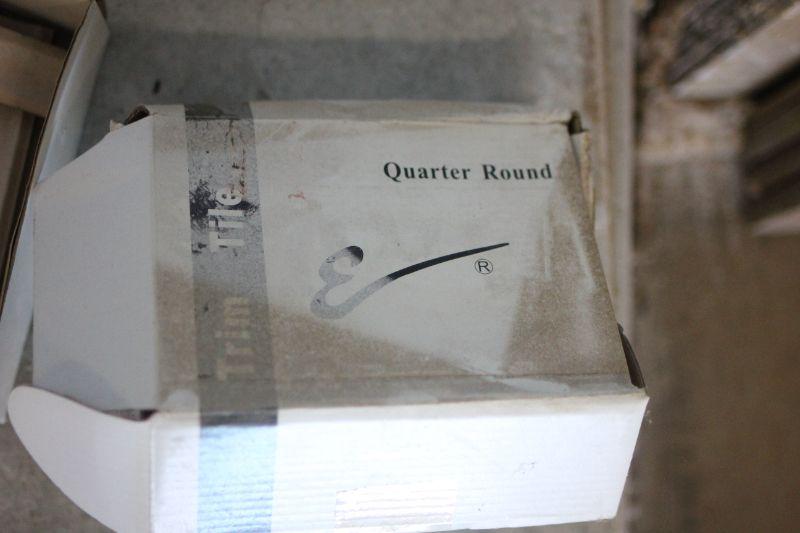 Quarter Round
Trim Tile
®